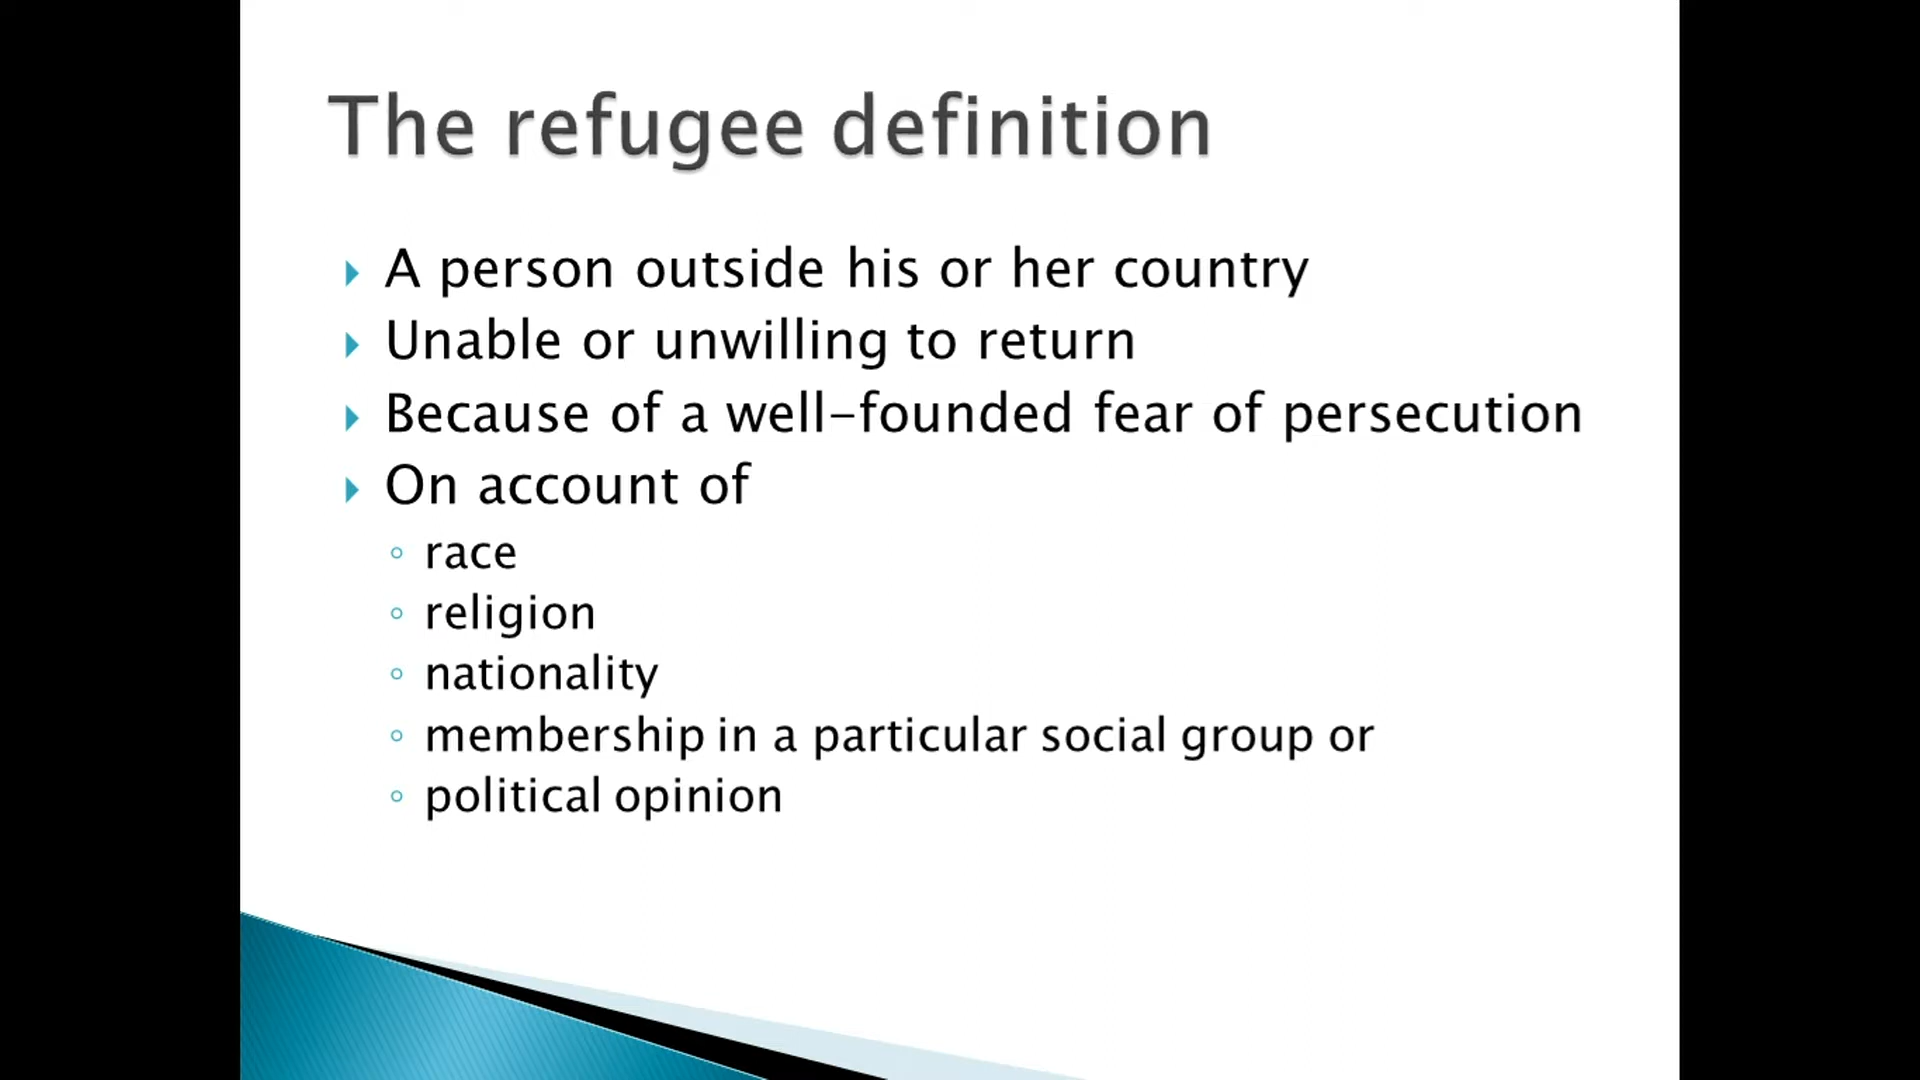 The refugee definition
A person outside his or her country
Unable or unwilling to return
Because of a well-founded fear of persecution
On account of
race
religion
nationality
membership in a particular social group or
political opinion